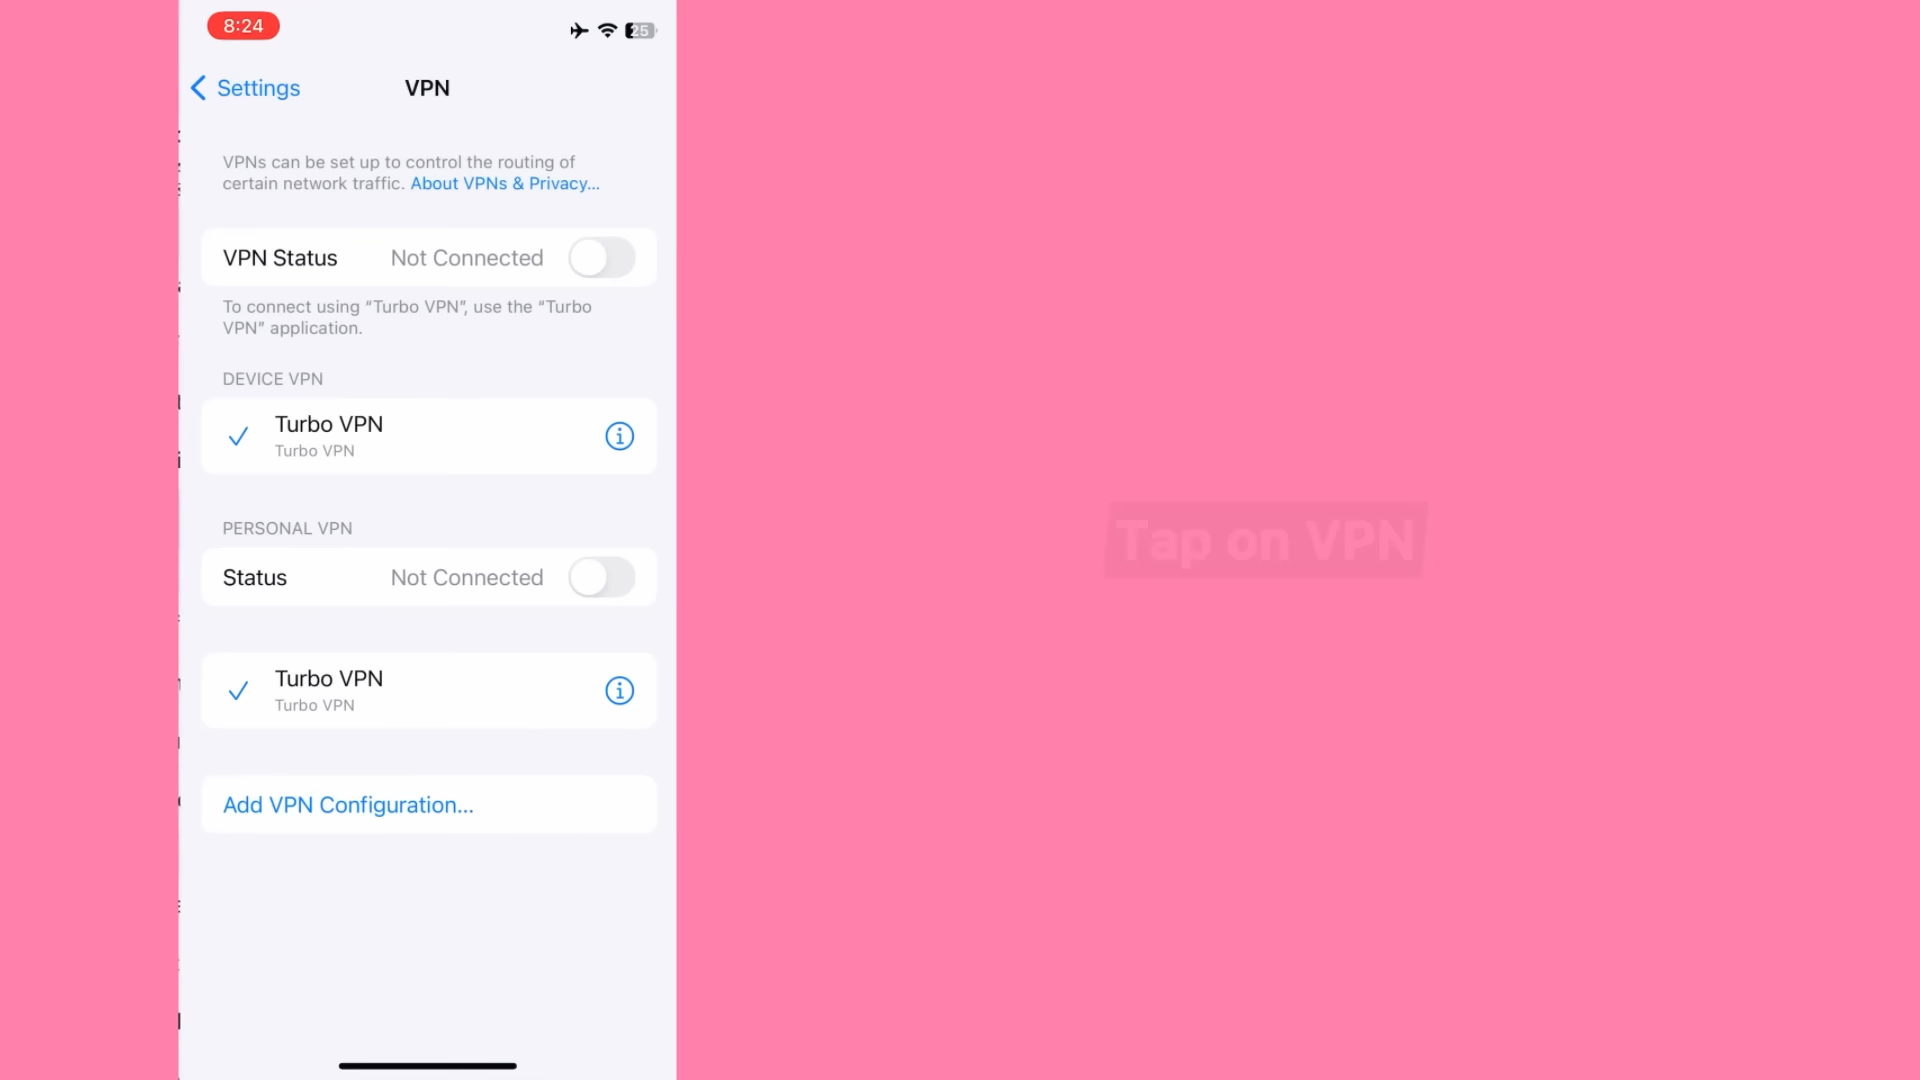 8:24
25
Settings
VPN
VPNs can be set up to control the routing of
certain network traffic. About VPNs & Privacy...
VPN Status Not Connected
To connect using “Turbo VPN”, use the “Turbo
VPN” application.
DEVICE VPN
Turbo VPN
Turbo VPN
PERSONAL VPN
Status Not Connected
Turbo VPN
Turbo VPN
Add VPN Configuration...
Tap on VPN